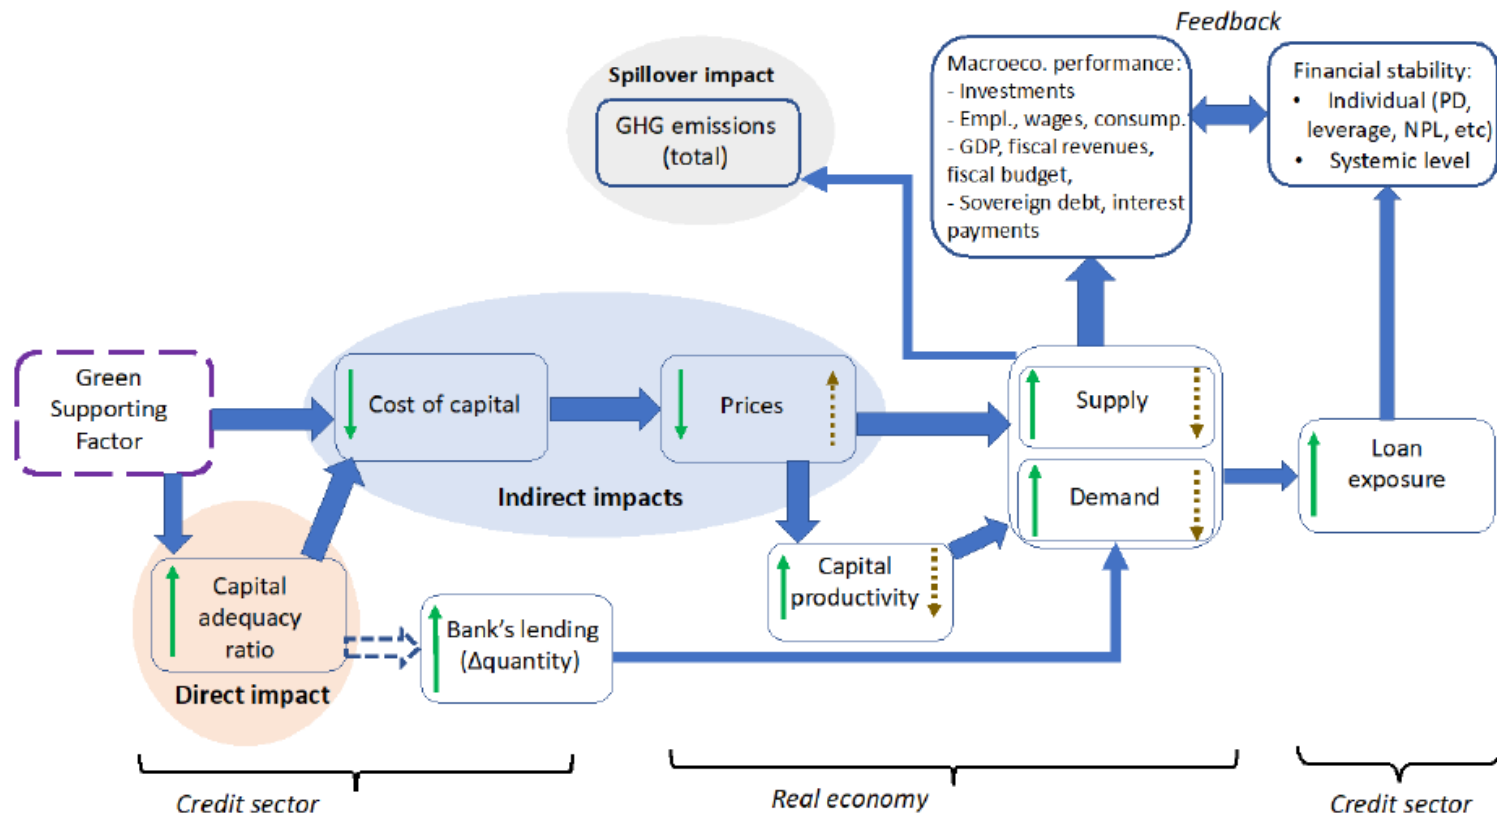 Feedback
Spillover impact
GHG emissions
(total)
Macroeco. performance:
- Investments
- Empl., wages, consump.
- GDP, fiscal revenues,
fiscal budget,
- Sovereign debt, interest
payments
Financial stability:
• Individual (PD,
leverage, NPL, etc)
• Systemic level
Green
Supporting
Factor
Cost of capital
Prices
Indirect impacts
Supply
Demand
Loan
exposure
Capital
adequacy
ratio
Direct impact
Bank's lending
(Δquantity)
Capital
productivity
Credit sector
Real economy
Credit sector